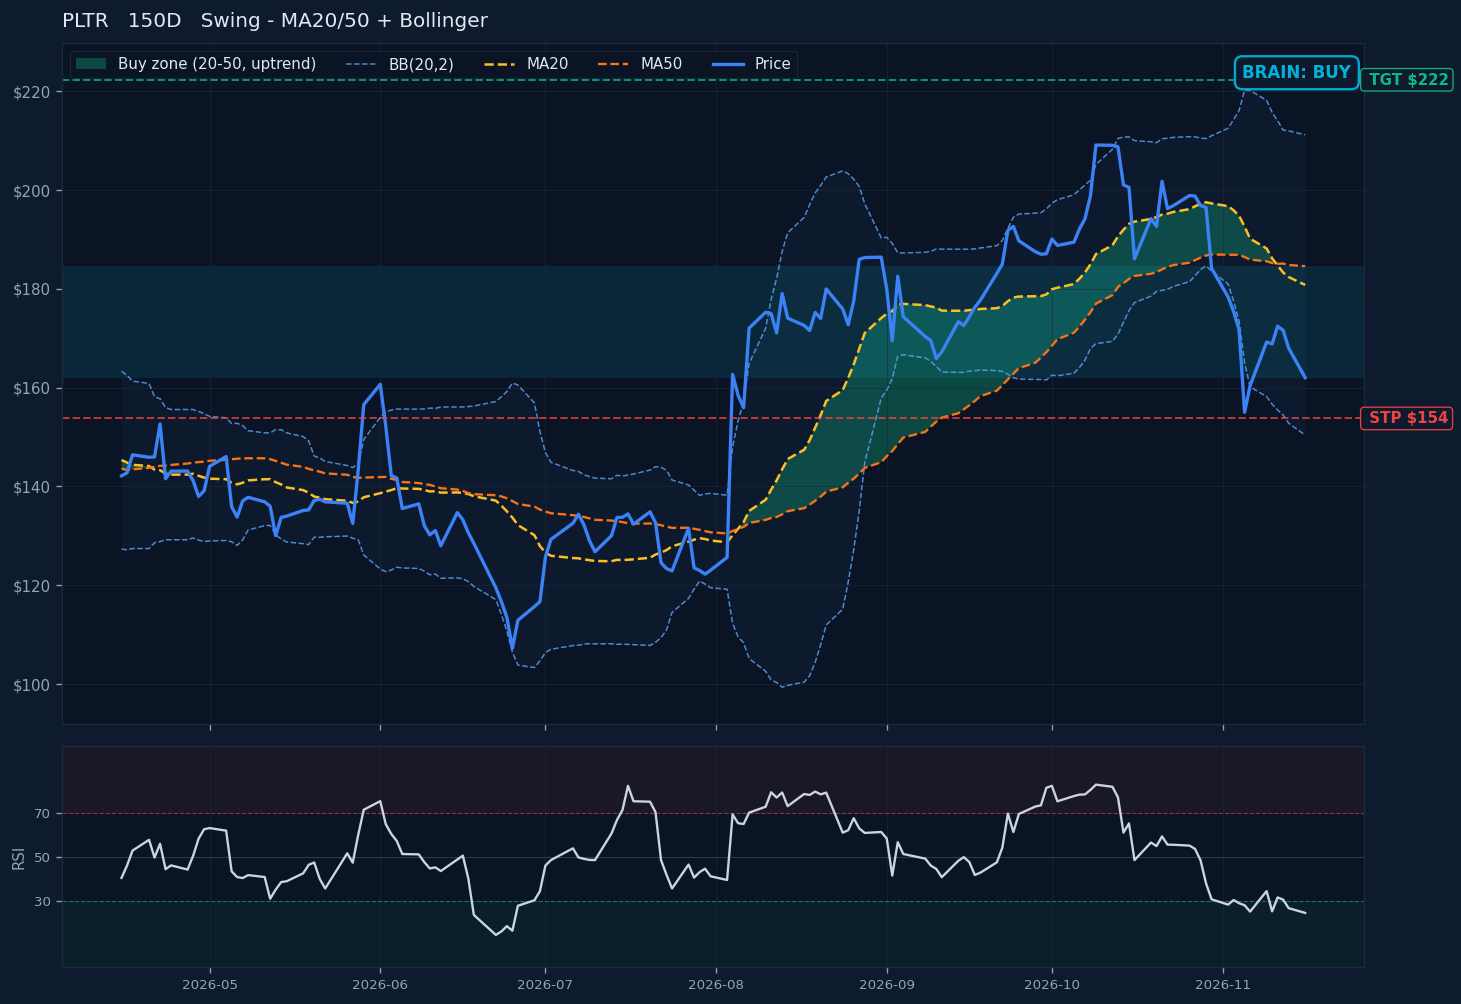 PLTR 150D Swing - MA20/50 + Bollinger
Buy zone (20-50, uptrend) BB(20,2) MA20 MA50 Price
BRAIN: BUY
TGT $222
$220
$200
$180
$160
STP $154
$140
$120
$100
RSI
70
50
30
2026-05 2026-06 2026-07 2026-08 2026-09 2026-10 2026-11